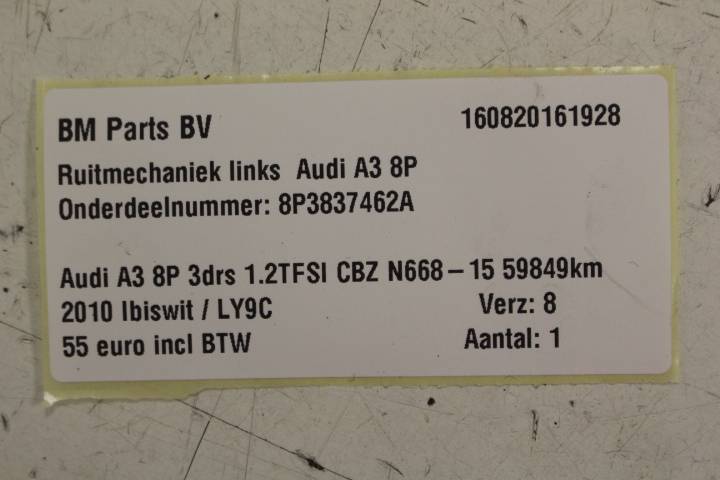 BM Parts BV 160820161928
Ruitmechaniek links Audi A3 8P
Onderdeelnummer: 8P3837462A
Audi A3 8P 3drs 1.2TFSI CBZ N668-15 59849km
2010 Ibiswit / LY9C Verz: 8
55 euro incl BTW Aantal: 1